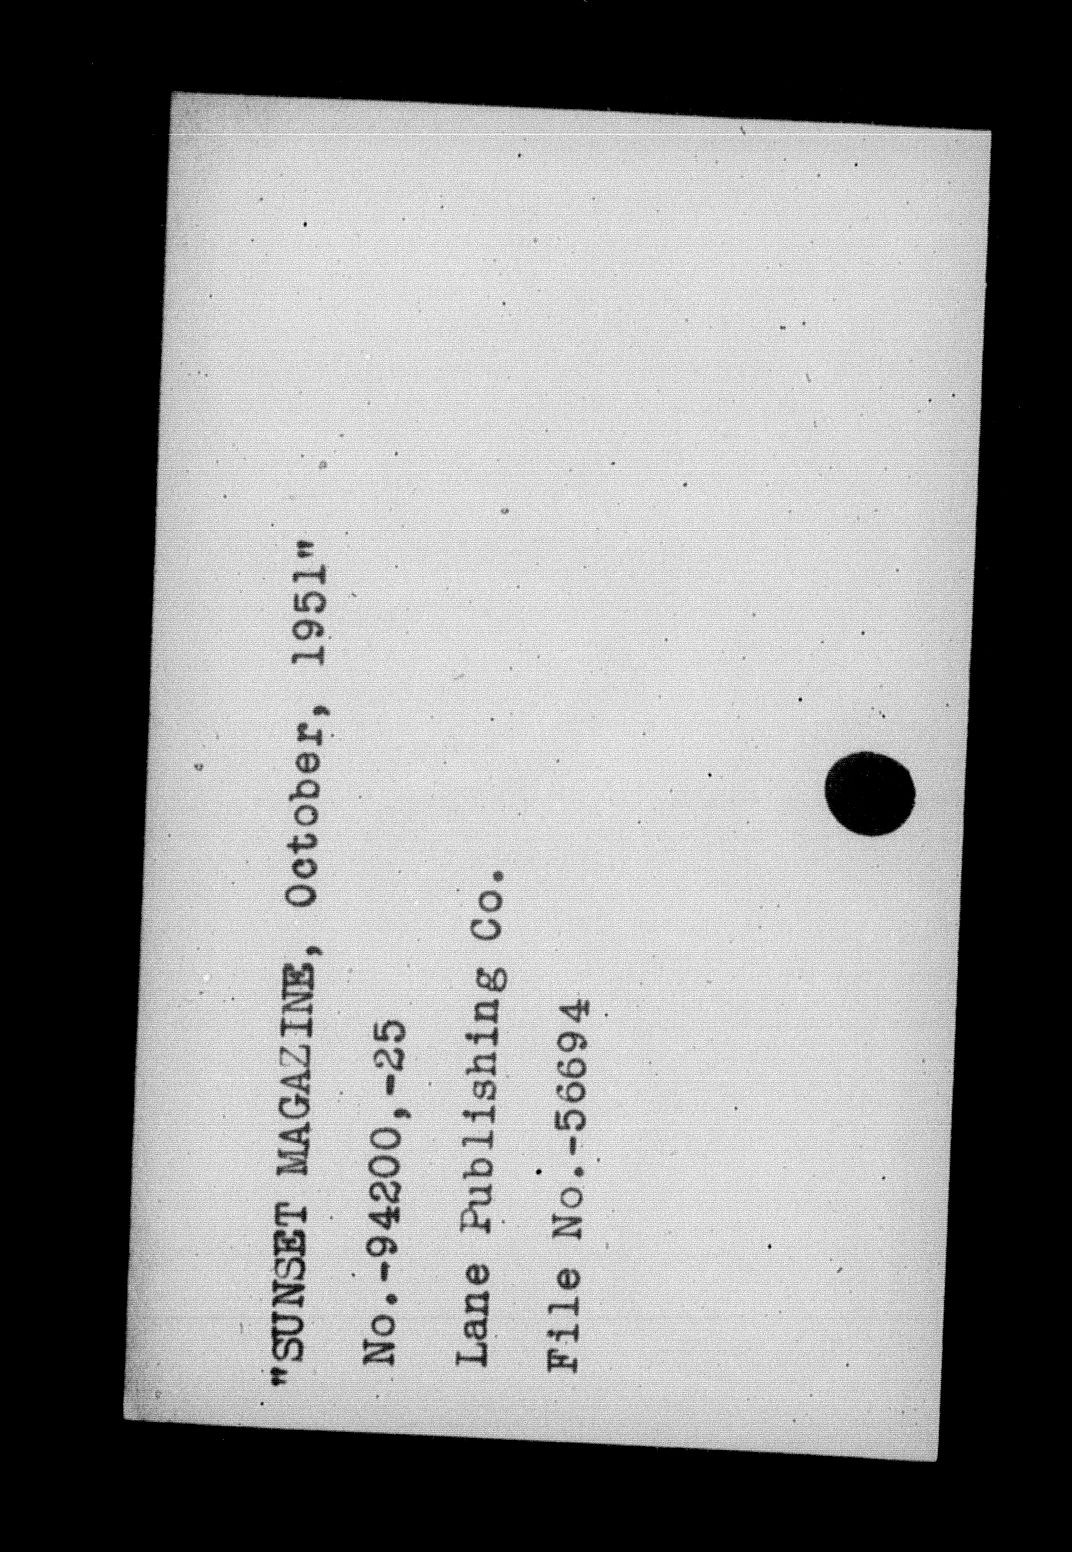 "SUNSET MAGAZINE, October, 1951"
No.-94200,-25
Lane Publishing Co.
File No.-56694